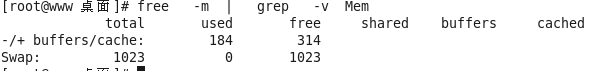 [root@www 桌面]# free -m | grep -v Mem
total used free shared buffers cached
-/+ buffers/cache: 184 314
Swap: 1023 0 1023